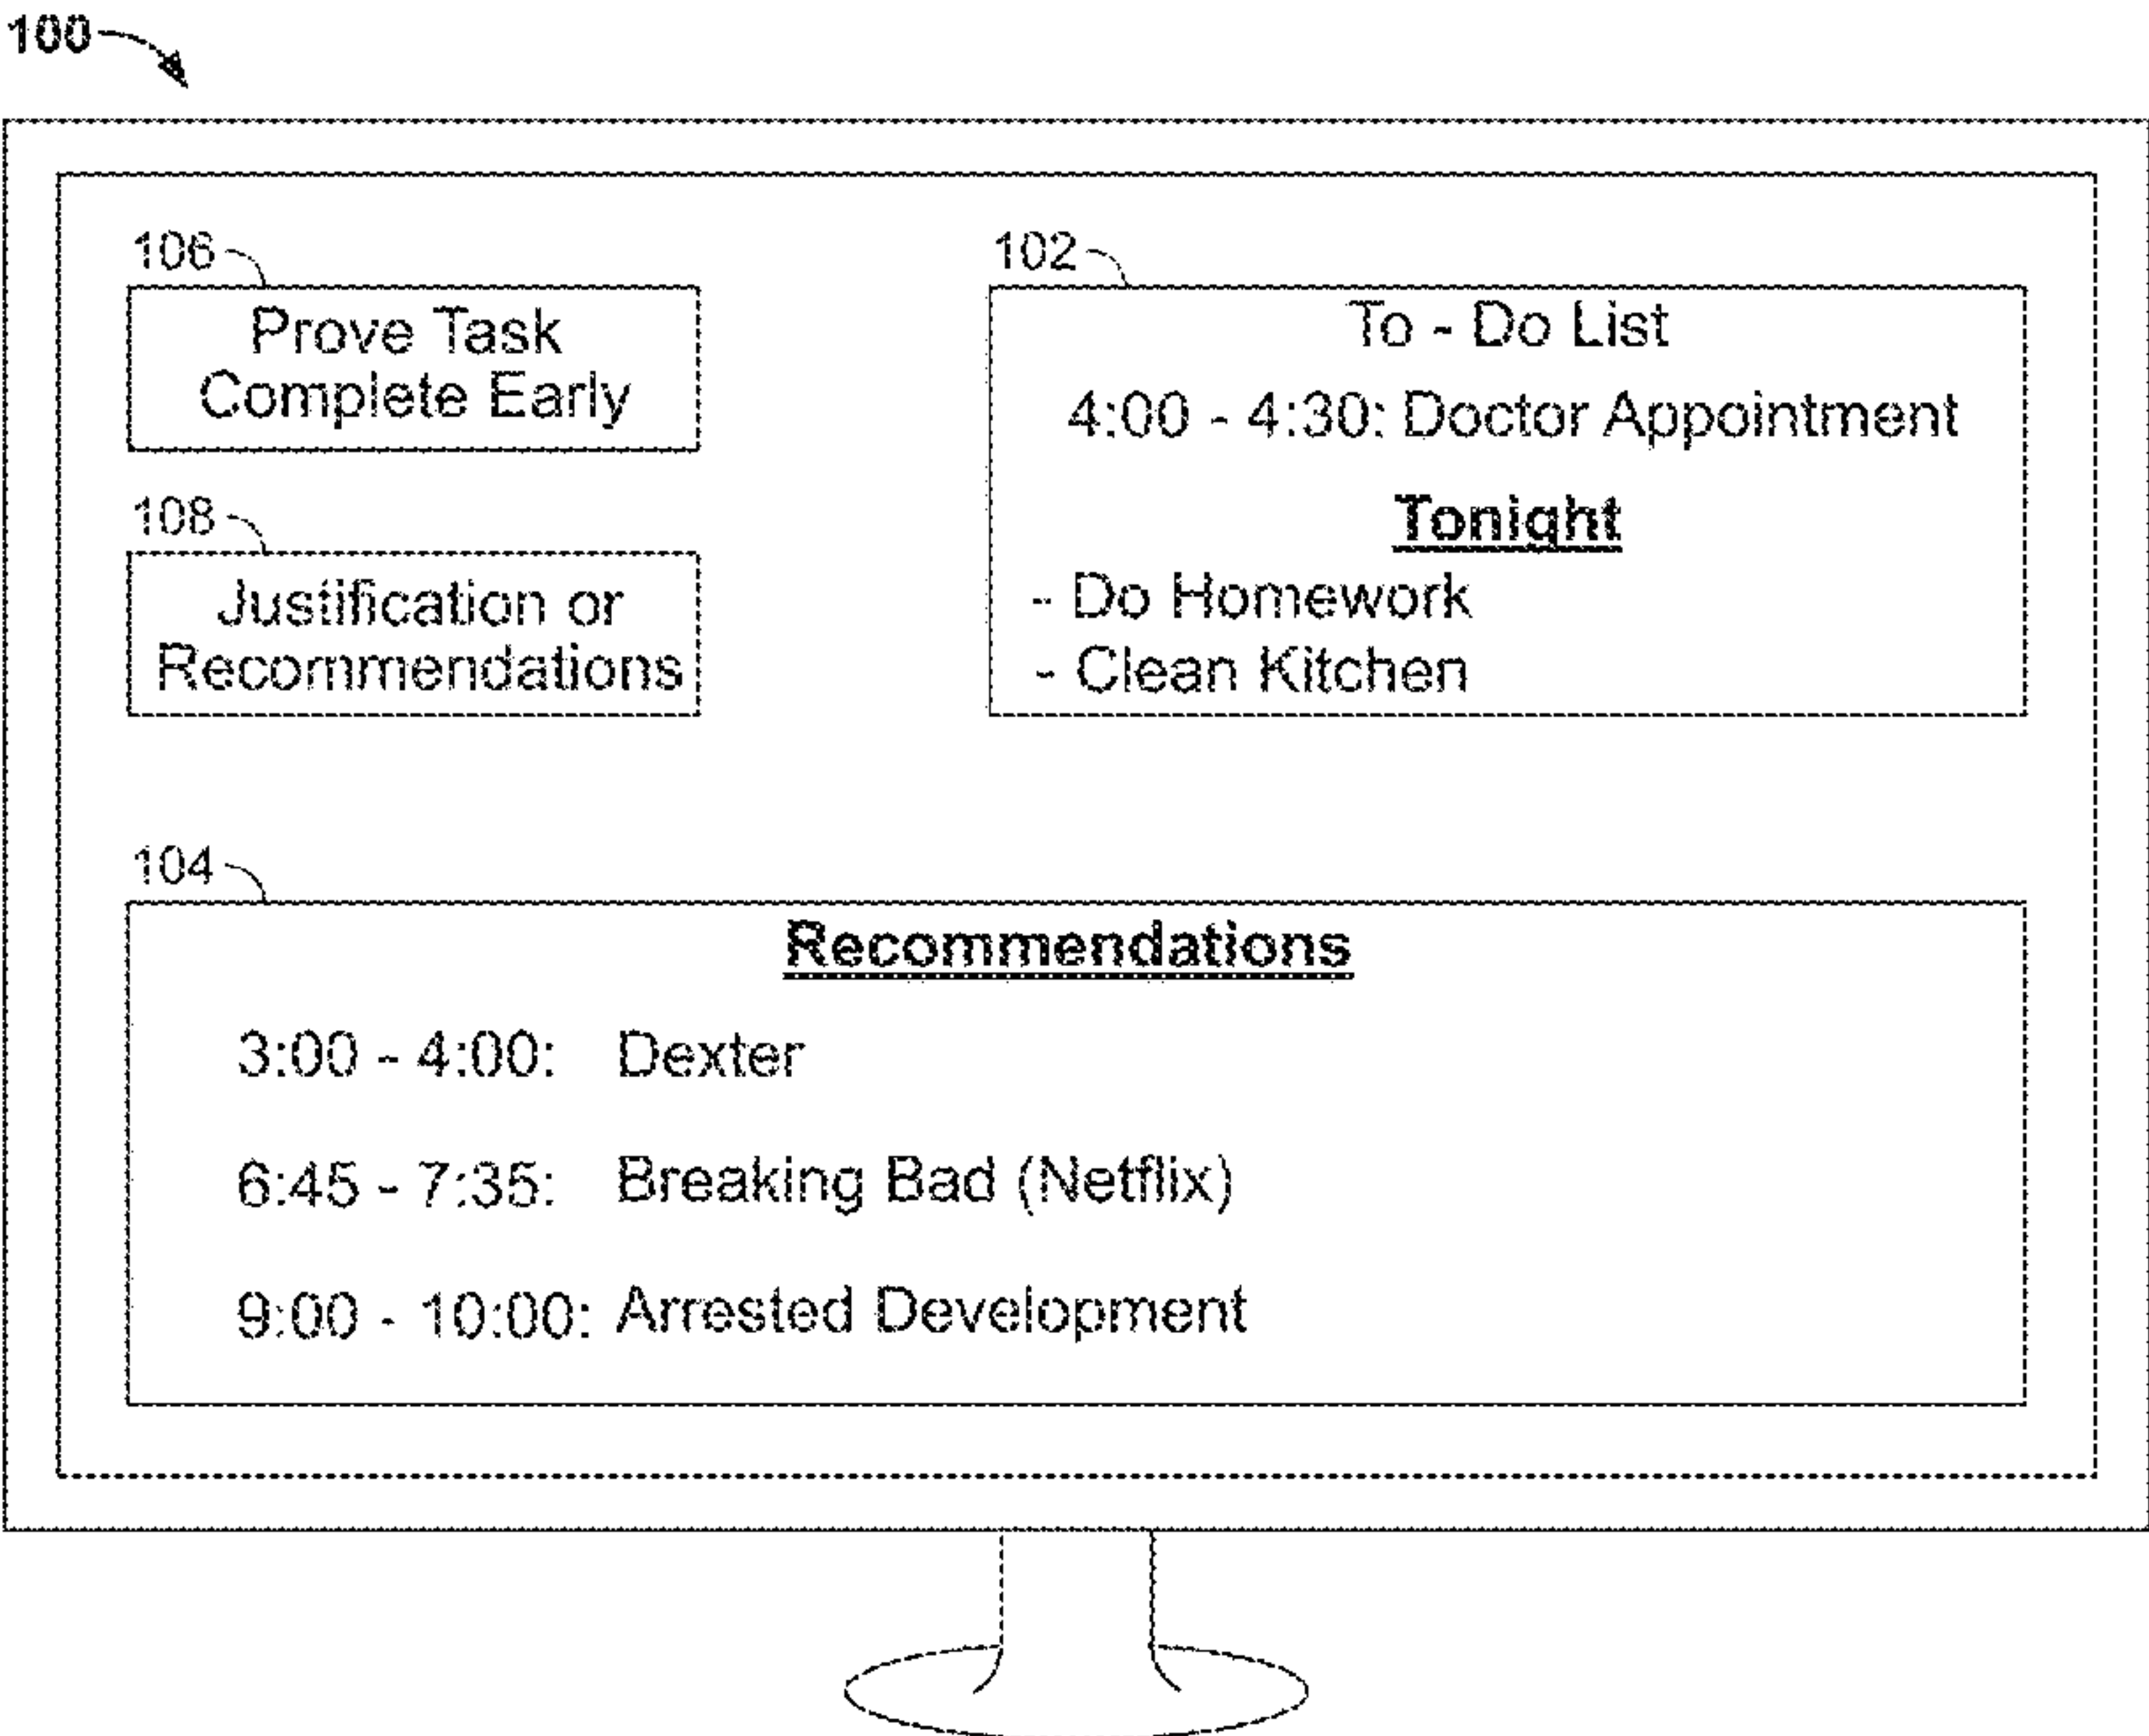 100
106
Prove Task
Complete Early
108
Justification or
Recommendations
102
To - Do List
4:00 - 4:30: Doctor Appointment
Tonight
- Do Homework
- Clean Kitchen
104
Recommendations
3:00 - 4:00: Dexter
6:45 - 7:35: Breaking Bad (Netflix)
9:00 - 10:00: Arrested Development